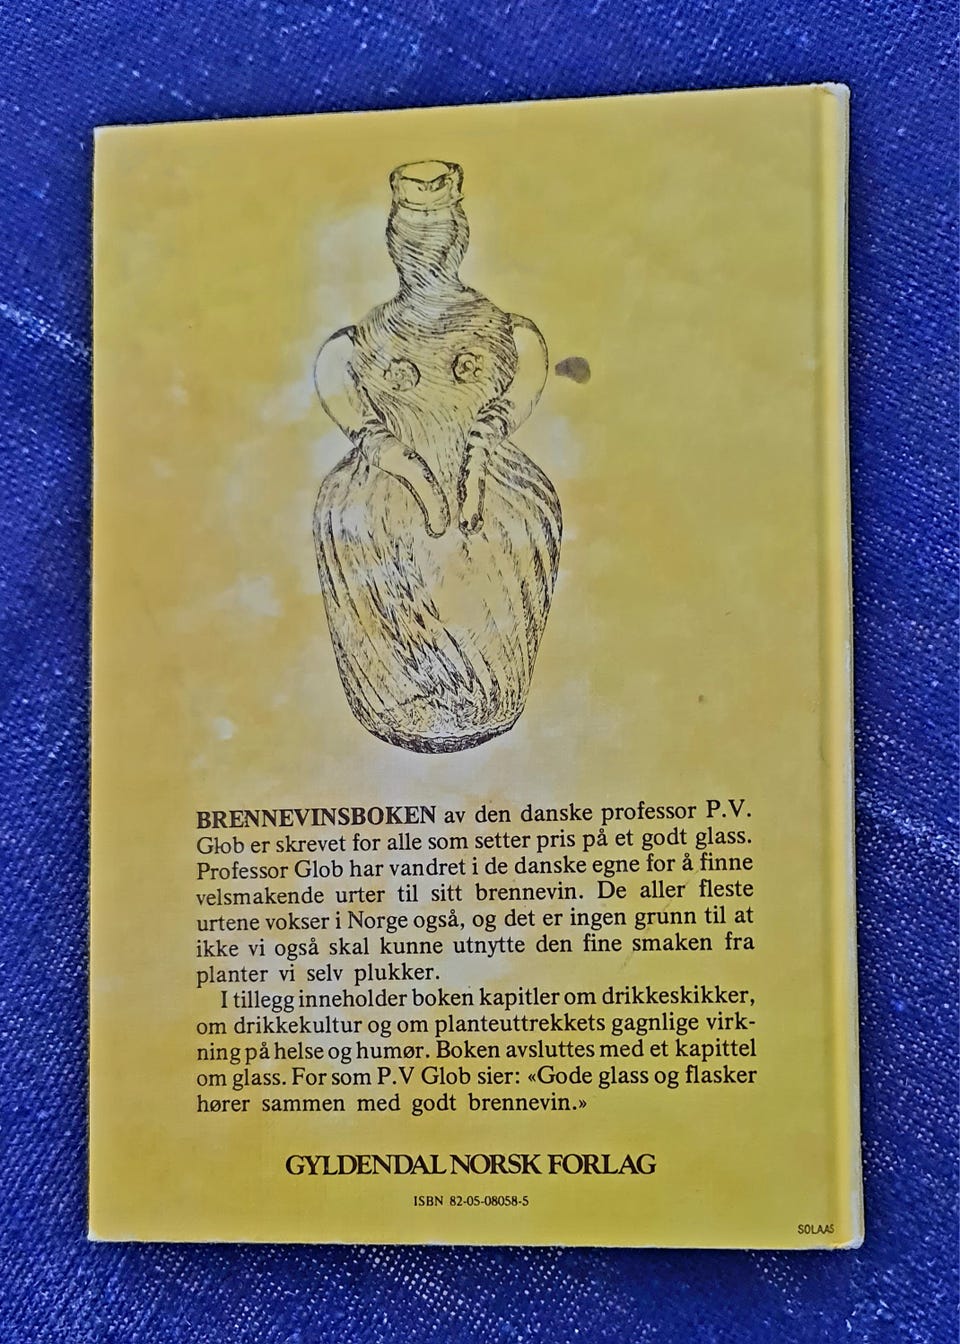 BRENNEVINSBOKEN av den danske professor P.V.
Glob er skrevet for alle som setter pris på et godt glass.
Professor Glob har vandret i de danske egne for å finne
velsmakende urter til sitt brennevin. De aller fleste
urtene vokser i Norge også, og det er ingen grunn til at
ikke vi også skal kunne utnytte den fine smaken fra
planter vi selv plukker.
I tillegg inneholder boken kapitler om drikkeskikker,
om drikkekultur og om planteuttrekkets gagnlige virk-
ning på helse og humør. Boken avsluttes med et kapittel
om glass. For som P.V Glob sier: «Gode glass og flasker
hører sammen med godt brennevin.»
GYLDENDAL NORSK FORLAG
ISBN 82-05-08058-5
SOLAAS